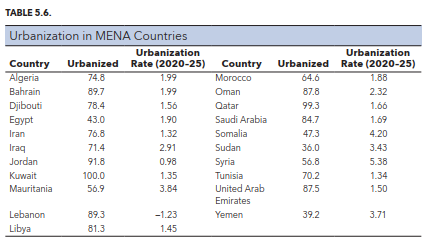 TABLE 5.6.
Urbanization in MENA Countries
Urbanization Urbanization
Country Urbanized Rate (2020–25) Country Urbanized Rate (2020–25)
Algeria 74.8 1.99 Morocco 64.6 1.88
Bahrain 89.7 1.99 Oman 87.8 2.32
Djibouti 78.4 1.56 Qatar 99.3 1.66
Egypt 43.0 1.90 Saudi Arabia 84.7 1.69
Iran 76.8 1.32 Somalia 47.3 4.20
Iraq 71.4 2.91 Sudan 36.0 3.43
Jordan 91.8 0.98 Syria 56.8 5.38
Kuwait 100.0 1.35 Tunisia 70.2 1.34
Mauritania 56.9 3.84 United Arab 87.5 1.50
Emirates
Lebanon 89.3 –1.23 Yemen 39.2 3.71
Libya 81.3 1.45